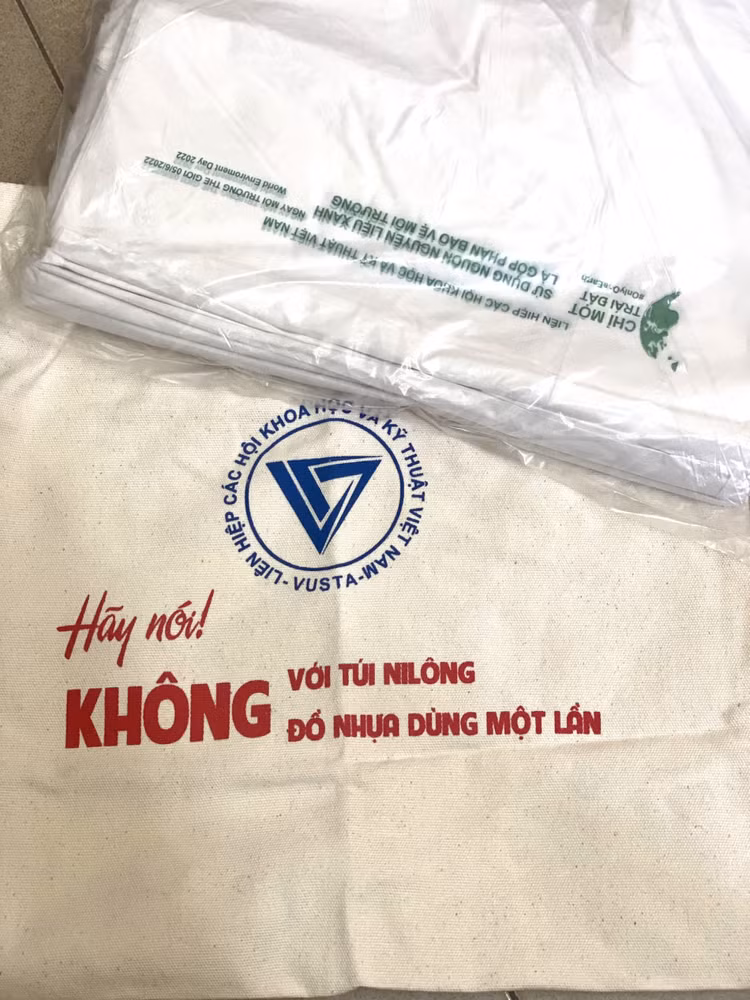 CHỈ MỘT
TRÁI ĐẤT
#OnlyOneEarth
LIÊN HIỆP CÁC HỘI KHOA HỌC VÀ KỸ THUẬT VIỆT NAM
SỬ DỤNG NGUỒN NGUYÊN LIỆU XANH
LÀ GÓP PHẦN BẢO VỆ MÔI TRƯỜNG
NGÀY MÔI TRƯỜNG THẾ GIỚI 05/6/2022
World Enviroment Day 2022
LIÊN HIỆP CÁC HỘI KHOA HỌC VÀ KỸ THUẬT VIỆT NAM
-VUSTA-
Hãy nói!
KHÔNG
VỚI TÚI NILÔNG
ĐỒ NHỰA DÙNG MỘT LẦN